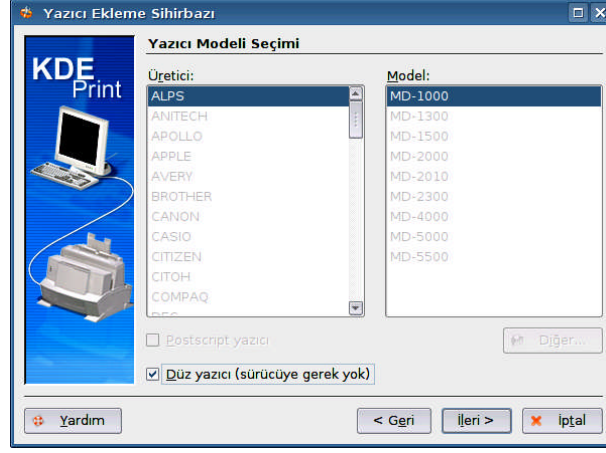 Yazıcı Ekleme Sihirbazı
Yazıcı Modeli Seçimi
KDE
Print
Üretici:
ALPS
ANITECH
APOLLO
APPLE
AVERY
BROTHER
CANON
CASIO
CITIZEN
CITOH
COMPAQ
DEC
Model:
MD-1000
MD-1300
MD-1500
MD-2000
MD-2010
MD-2300
MD-4000
MD-5000
MD-5500
Postscript yazıcı
Diğer...
Düz yazıcı (sürücüye gerek yok)
Yardım
< Geri
İleri >
İptal